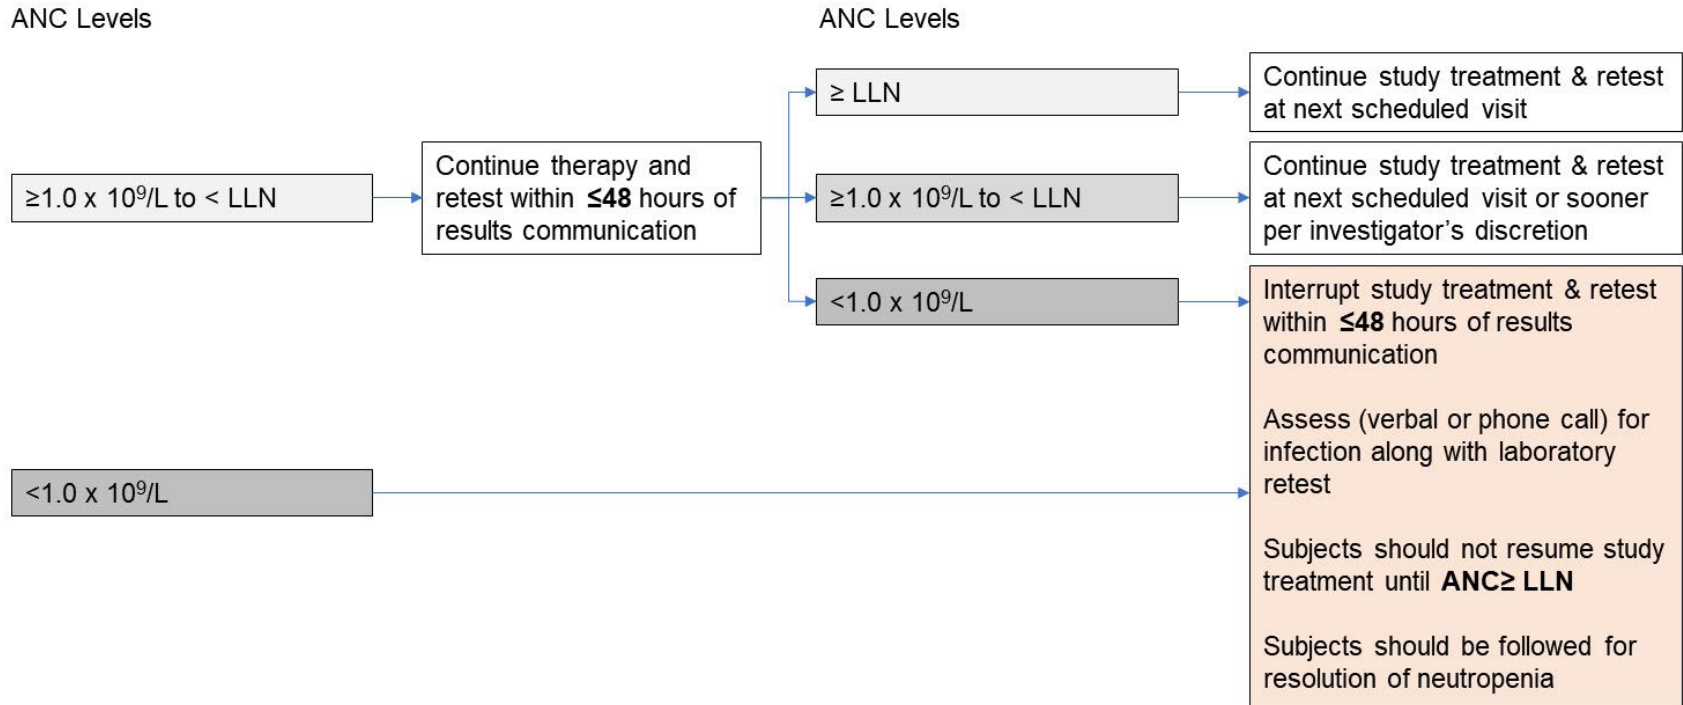 ANC Levels
ANC Levels
≥1.0 x 10⁹/L to < LLN
Continue therapy and
retest within ≤48 hours of
results communication
≥ LLN
Continue study treatment & retest
at next scheduled visit
≥1.0 x 10⁹/L to < LLN
Continue study treatment & retest
at next scheduled visit or sooner
per investigator's discretion
<1.0 x 10⁹/L
Interrupt study treatment & retest
within ≤48 hours of results
communication
Assess (verbal or phone call) for
infection along with laboratory
retest
Subjects should not resume study
treatment until ANC≥ LLN
Subjects should be followed for
resolution of neutropenia
<1.0 x 10⁹/L